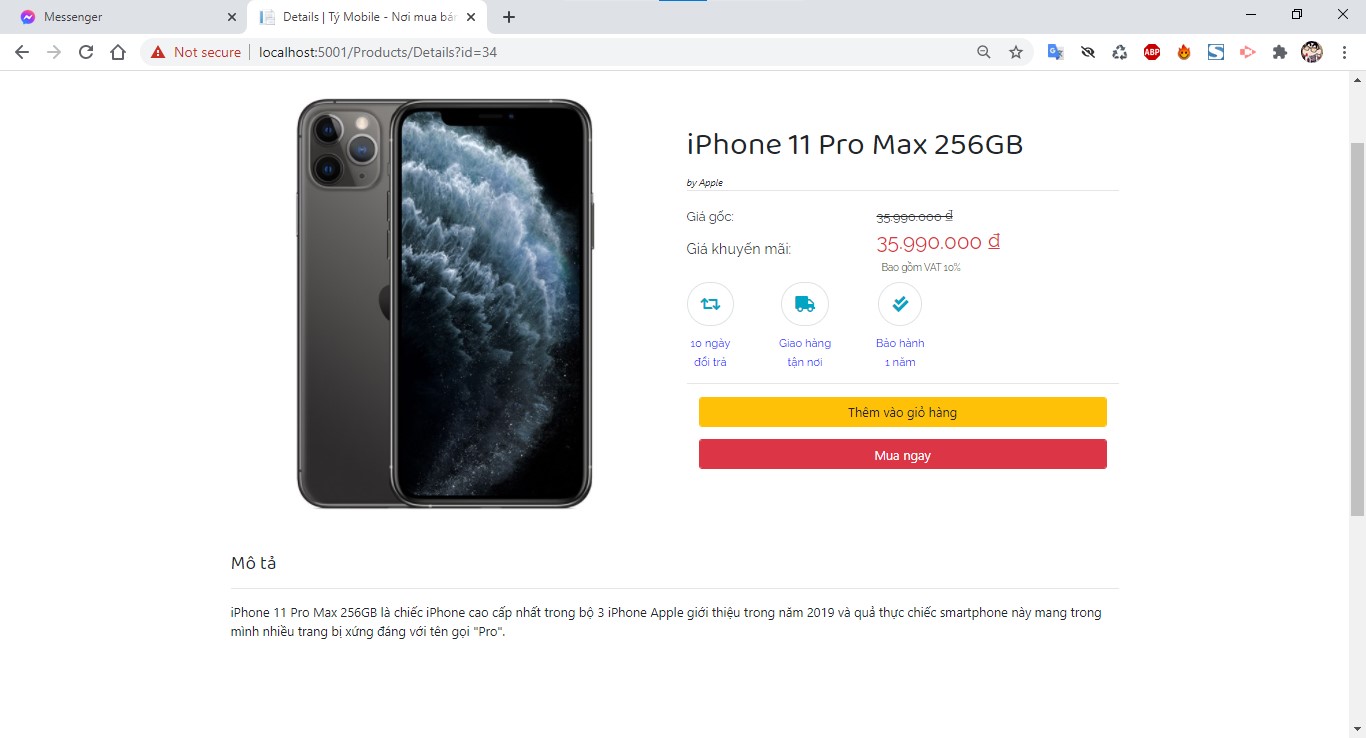 Messenger
Details | Tý Mobile - Nơi mua bán
Not secure
localhost:5001/Products/Details?id=34
ABP
iPhone 11 Pro Max 256GB
by Apple
Giá gốc:
35.990.000 ₫
Giá khuyến mãi:
35.990.000 ₫
Bao gồm VAT 10%
10 ngày
đổi trả
Giao hàng
tận nơi
Bảo hành
1 năm
Thêm vào giỏ hàng
Mua ngay
Mô tả
iPhone 11 Pro Max 256GB là chiếc iPhone cao cấp nhất trong bộ 3 iPhone Apple giới thiệu trong năm 2019 và quả thực chiếc smartphone này mang trong
mình nhiều trang bị xứng đáng với tên gọi "Pro".